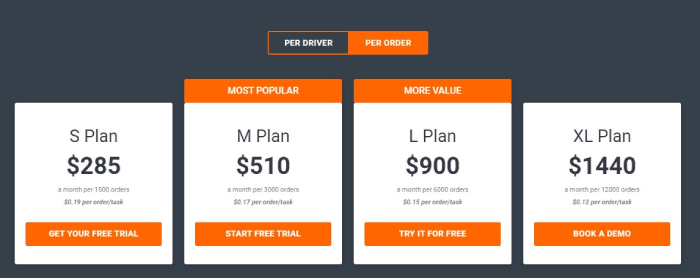 PER DRIVER
PER ORDER
MOST POPULAR
MORE VALUE
S Plan
$285
a month per 1500 orders
$0.19 per order/task
GET YOUR FREE TRIAL
M Plan
$510
a month per 3000 orders
$0.17 per order/task
START FREE TRIAL
L Plan
$900
a month per 6000 orders
$0.15 per order/task
TRY IT FOR FREE
XL Plan
$1440
a month per 12000 orders
$0.12 per order/task
BOOK A DEMO